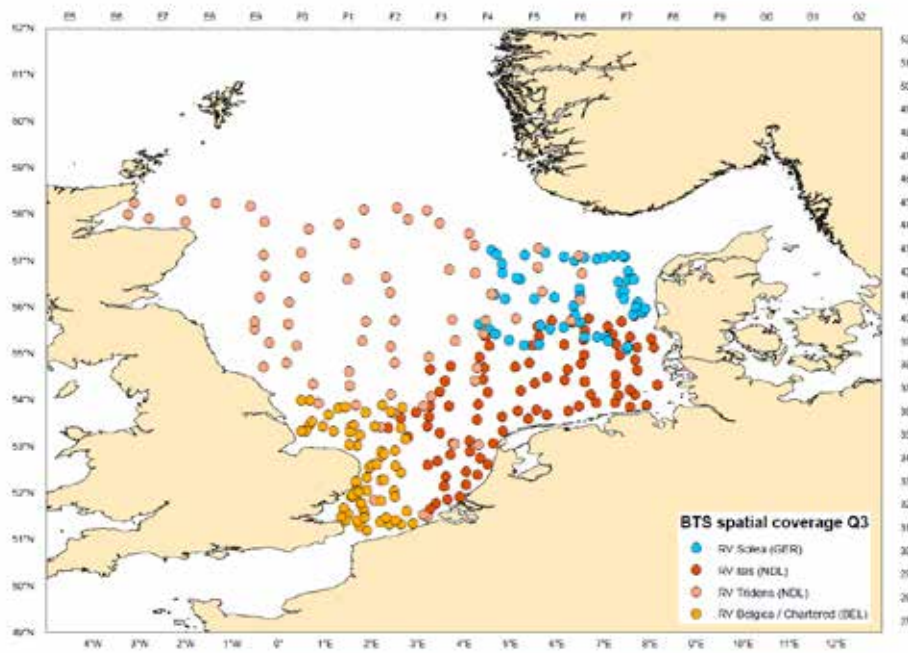 E5 E6 E7 E8 E9 F0 F1 F2 F3 F4 F5 F6 F7 F8 F9 G0 G1 G2
62°N
61°N
60°N
59°N
58°N
57°N
56°N
55°N
54°N
53°N
52°N
51°N
50°N
49°N
BTS spatial coverage Q3
RV Solea (GER)
RV Isis (NDL)
RV Tridens (NDL)
RV Belgica / Chartered (BEL)
4°W 3°W 2°W 1°W 0° 1°E 2°E 3°E 4°E 5°E 6°E 7°E 8°E 9°E 10°E 11°E 12°E